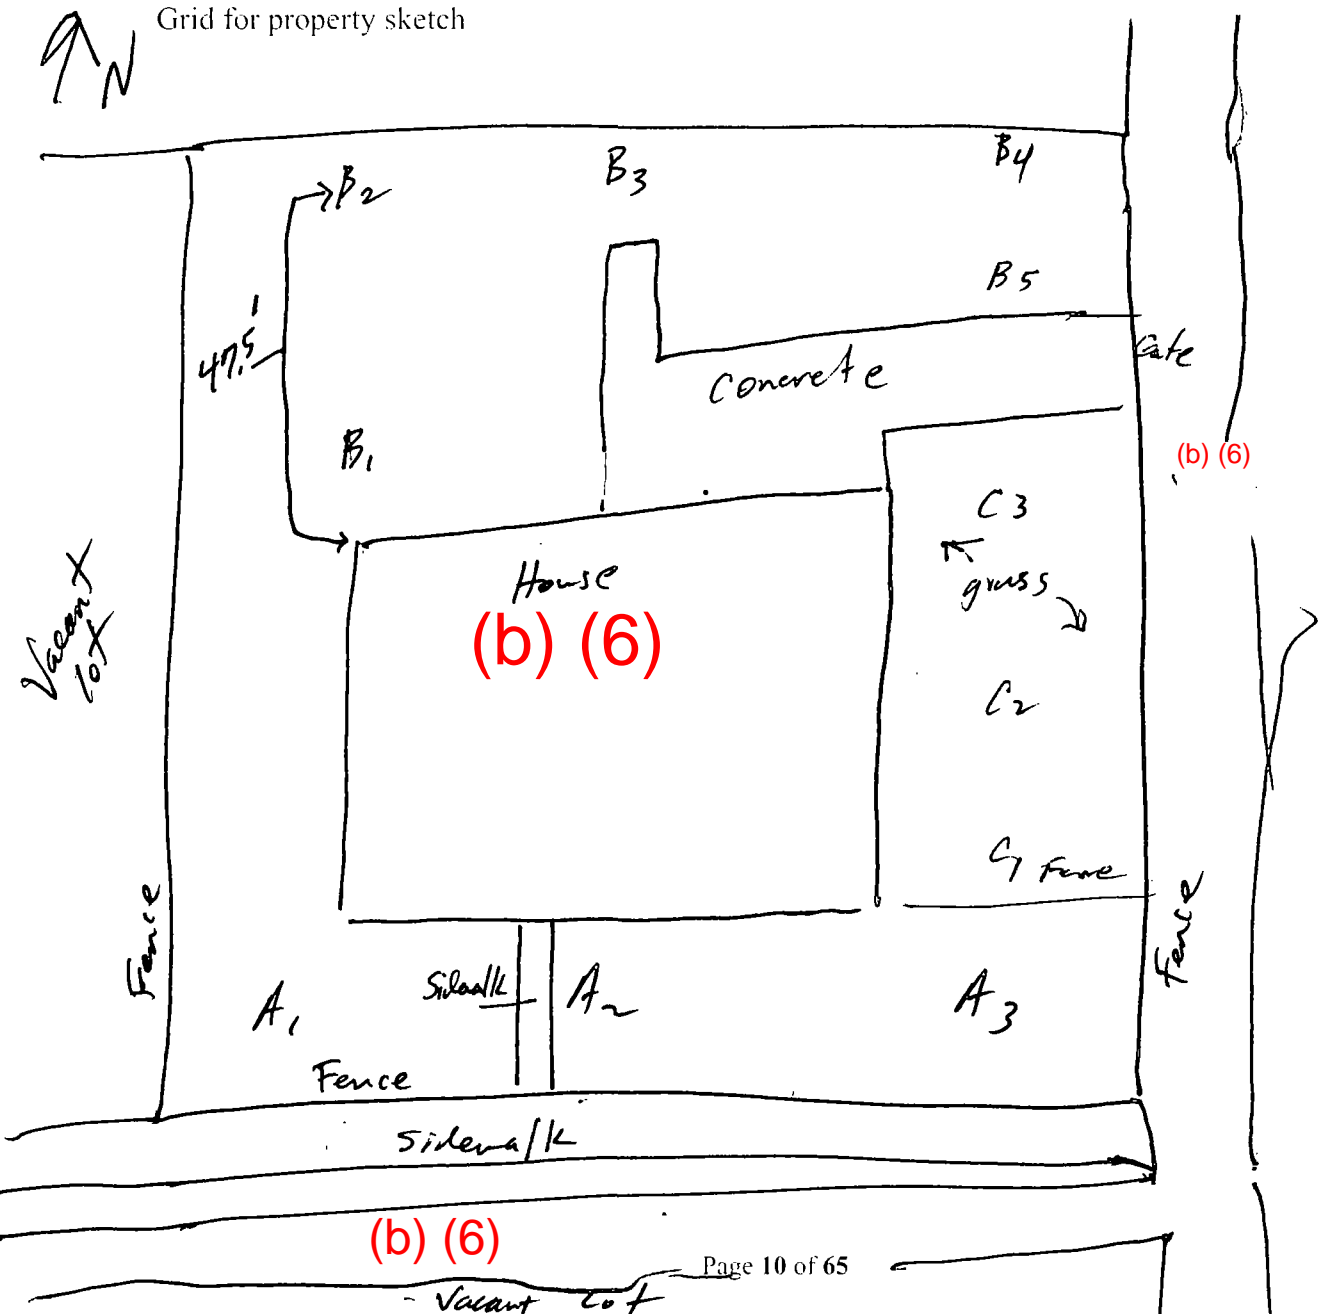 Grid for property sketch
N
B4
B3
B2
B5
47.5'
Gate
Concrete
B1
(b) (6)
C3
House
grass
(b) (6)
Vacant
lot
C2
C1
Fence
Fence
Fence
Sidewalk
A2
A3
A1
Fence
Sidewalk
(b) (6)
Page 10 of 65
Vacant Lot